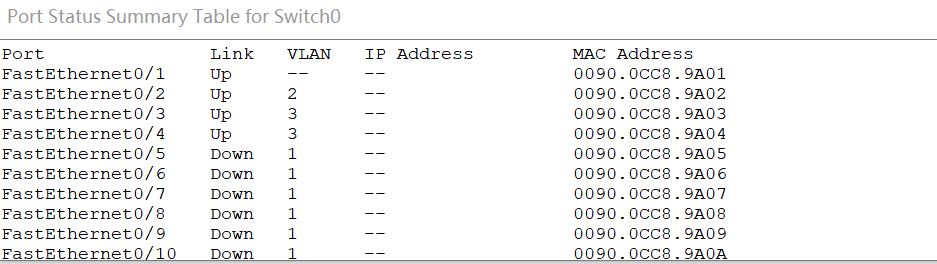 Port Status Summary Table for Switch0
Port Link VLAN IP Address MAC Address
FastEthernet0/1 Up -- -- 0090.0CC8.9A01
FastEthernet0/2 Up 2 -- 0090.0CC8.9A02
FastEthernet0/3 Up 3 -- 0090.0CC8.9A03
FastEthernet0/4 Up 3 -- 0090.0CC8.9A04
FastEthernet0/5 Down 1 -- 0090.0CC8.9A05
FastEthernet0/6 Down 1 -- 0090.0CC8.9A06
FastEthernet0/7 Down 1 -- 0090.0CC8.9A07
FastEthernet0/8 Down 1 -- 0090.0CC8.9A08
FastEthernet0/9 Down 1 -- 0090.0CC8.9A09
FastEthernet0/10 Down 1 -- 0090.0CC8.9A0A